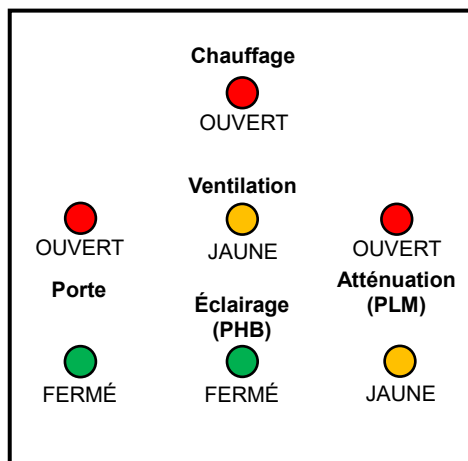 Chauffage
OUVERT
Ventilation
OUVERT
JAUNE
OUVERT
Porte
Éclairage
(PHB)
Atténuation
(PLM)
FERMÉ
FERMÉ
JAUNE